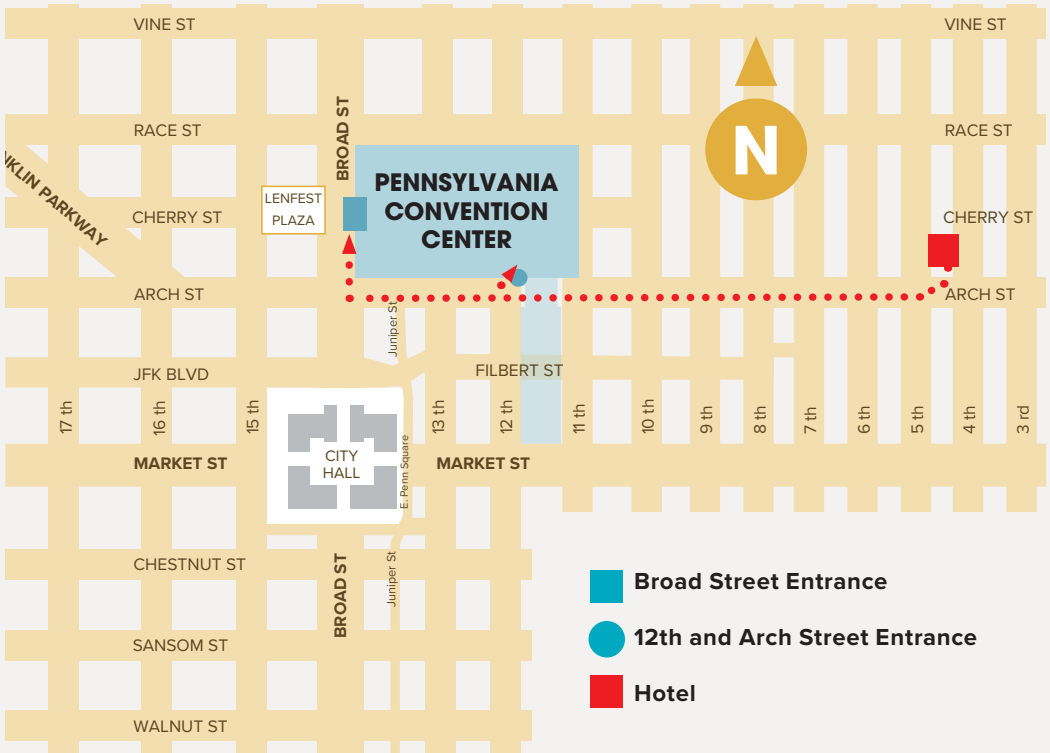 VINE ST
VINE ST
BROAD ST
RACE ST
RACE ST
N
NKLIN PARKWAY
PENNSYLVANIA
CONVENTION
CENTER
LENFEST
PLAZA
CHERRY ST
CHERRY ST
ARCH ST
ARCH ST
Juniper St
JFK BLVD
FILBERT ST
17 th
16 th
15 th
13 th
12 th
11 th
10 th
9 th
8 th
7 th
6 th
5 th
4 th
3 rd
MARKET ST
CITY
HALL
E. Penn Square
MARKET ST
CHESTNUT ST
BROAD ST
Juniper St
SANSOM ST
WALNUT ST
Broad Street Entrance
12th and Arch Street Entrance
Hotel